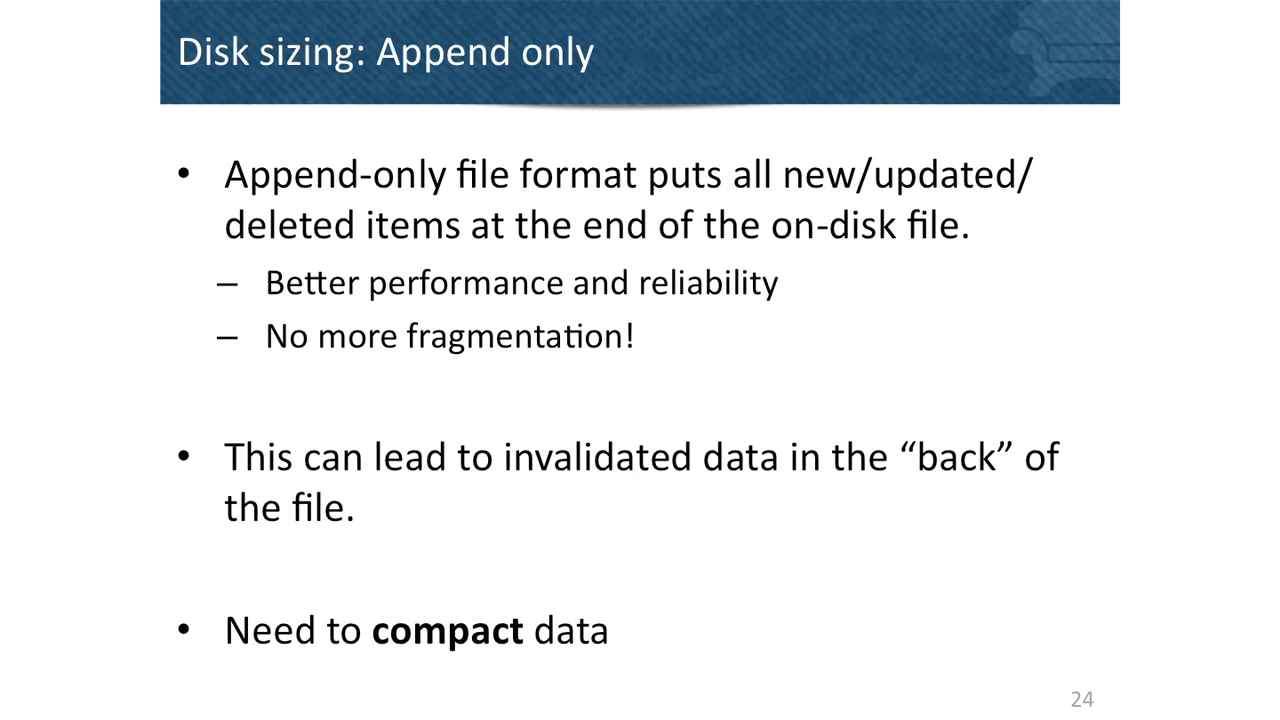 Disk sizing: Append only
• Append-only file format puts all new/updated/
deleted items at the end of the on-disk file.
– Better performance and reliability
– No more fragmentation!
• This can lead to invalidated data in the “back” of
the file.
• Need to compact data
24